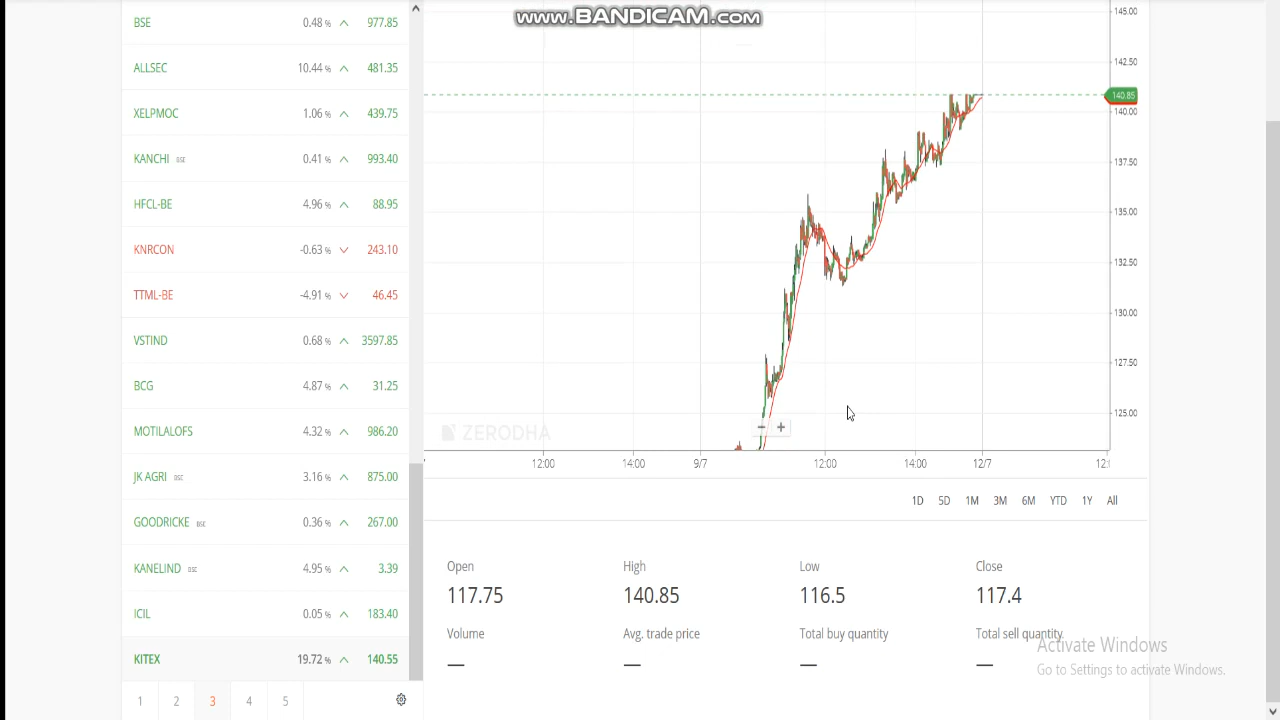 www.BANDICAM.com
BSE 0.48 % 977.85
ALLSEC 10.44 % 481.35
XELPMOC 1.06 % 439.75
KANCHI BSE 0.41 % 993.40
HFCL-BE 4.96 % 88.95
KNRCON -0.63 % 243.10
TTML-BE -4.91 % 46.45
VSTIND 0.68 % 3597.85
BCG 4.87 % 31.25
MOTILALOFS 4.32 % 986.20
JK AGRI BSE 3.16 % 875.00
GOODRICKE BSE 0.36 % 267.00
KANELIND BSE 4.95 % 3.39
ICIL 0.05 % 183.40
KITEX 19.72 % 140.55
1 2 3 4 5
145.00
142.50
140.85
140.00
137.50
135.00
132.50
130.00
127.50
125.00
ZERODHA
− +
12:00 14:00 9/7 12:00 14:00 12/7 12:
1D 5D 1M 3M 6M YTD 1Y All
Open High Low Close
117.75 140.85 116.5 117.4
Volume Avg. trade price Total buy quantity Total sell quantity
— — — —
Activate Windows
Go to Settings to activate Windows.